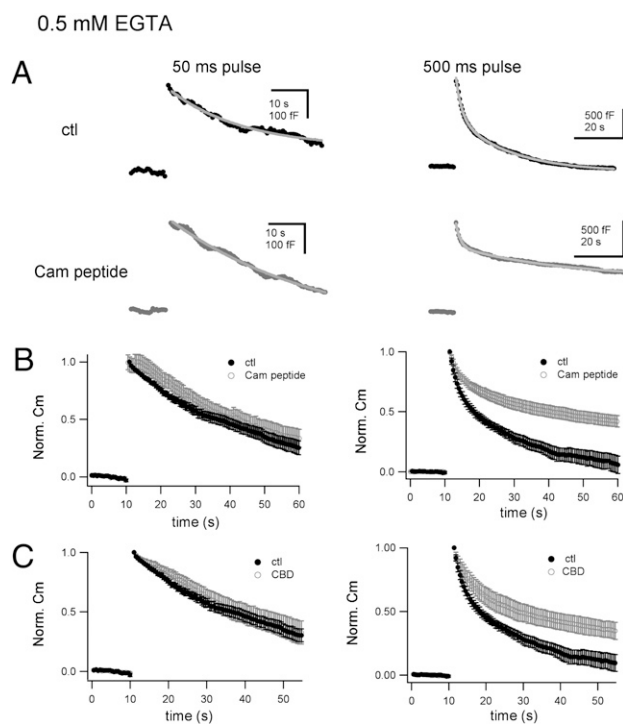 0.5 mM EGTA
A
50 ms pulse
500 ms pulse
ctl
10 s
100 fF
500 fF
20 s
Cam peptide
10 s
100 fF
500 fF
20 s
B
Norm. Cm
1.0
0.5
0.0
ctl
Cam peptide
0 10 20 30 40 50 60
time (s)
Norm. Cm
1.0
0.5
0.0
ctl
Cam peptide
0 10 20 30 40 50 60
time (s)
C
Norm. Cm
1.0
0.5
0.0
ctl
CBD
0 10 20 30 40 50
time (s)
Norm. Cm
1.00
0.50
0.00
ctl
CBD
0 10 20 30 40 50
time (s)